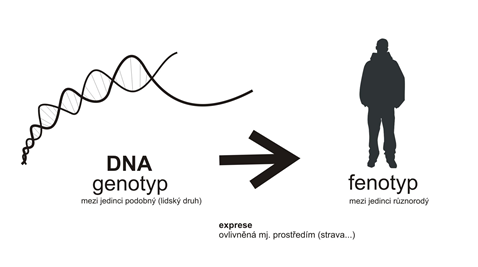 DNA
genotyp
mezi jedinci podobný (lidský druh)
fenotyp
mezi jedinci různorodý
exprese
ovlivněná mj. prostředím (strava...)